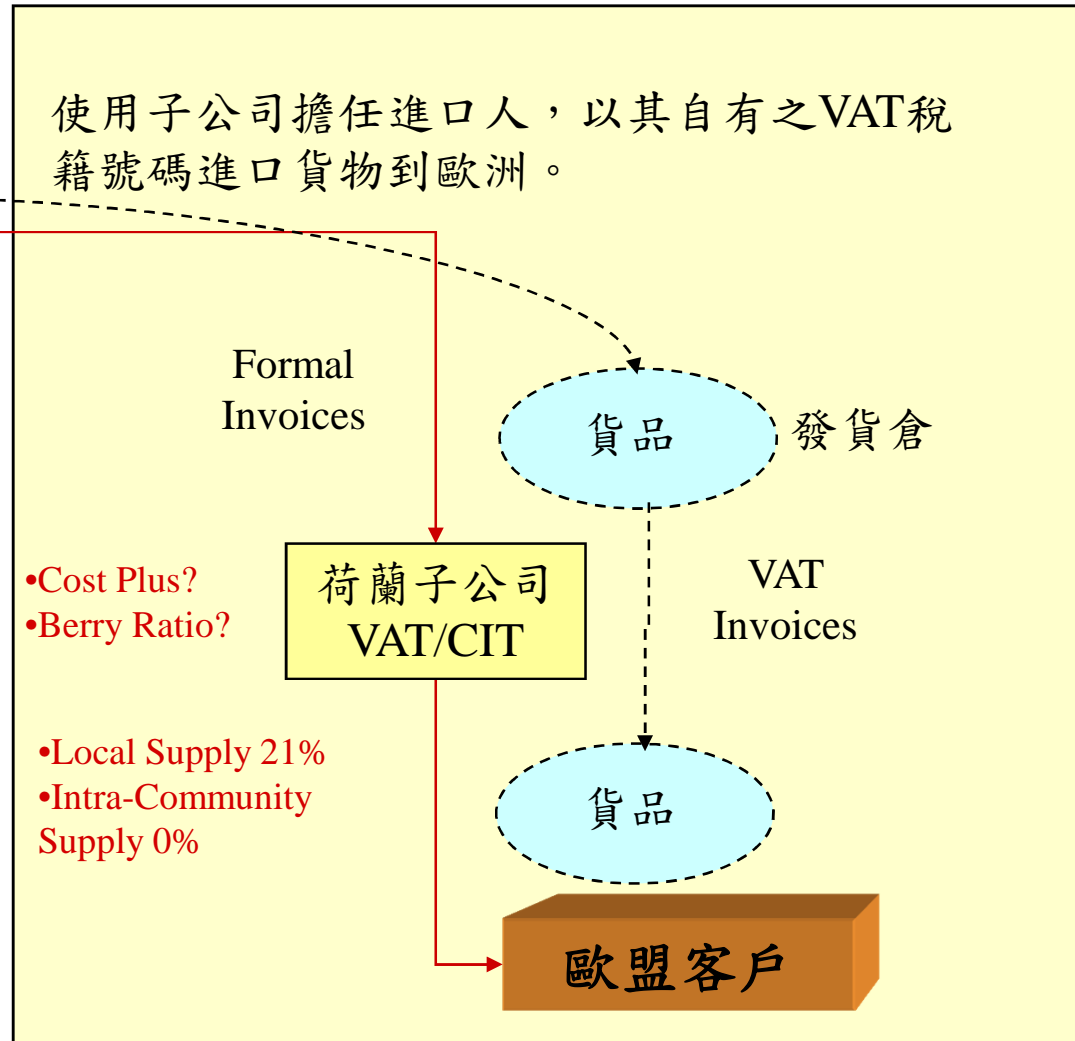 使用子公司擔任進口人，以其自有之VAT稅
籍號碼進口貨物到歐洲。
Formal
Invoices
貨品
發貨倉
•Cost Plus?
•Berry Ratio?
荷蘭子公司
VAT/CIT
VAT
Invoices
•Local Supply 21%
•Intra-Community
Supply 0%
貨品
歐盟客戶